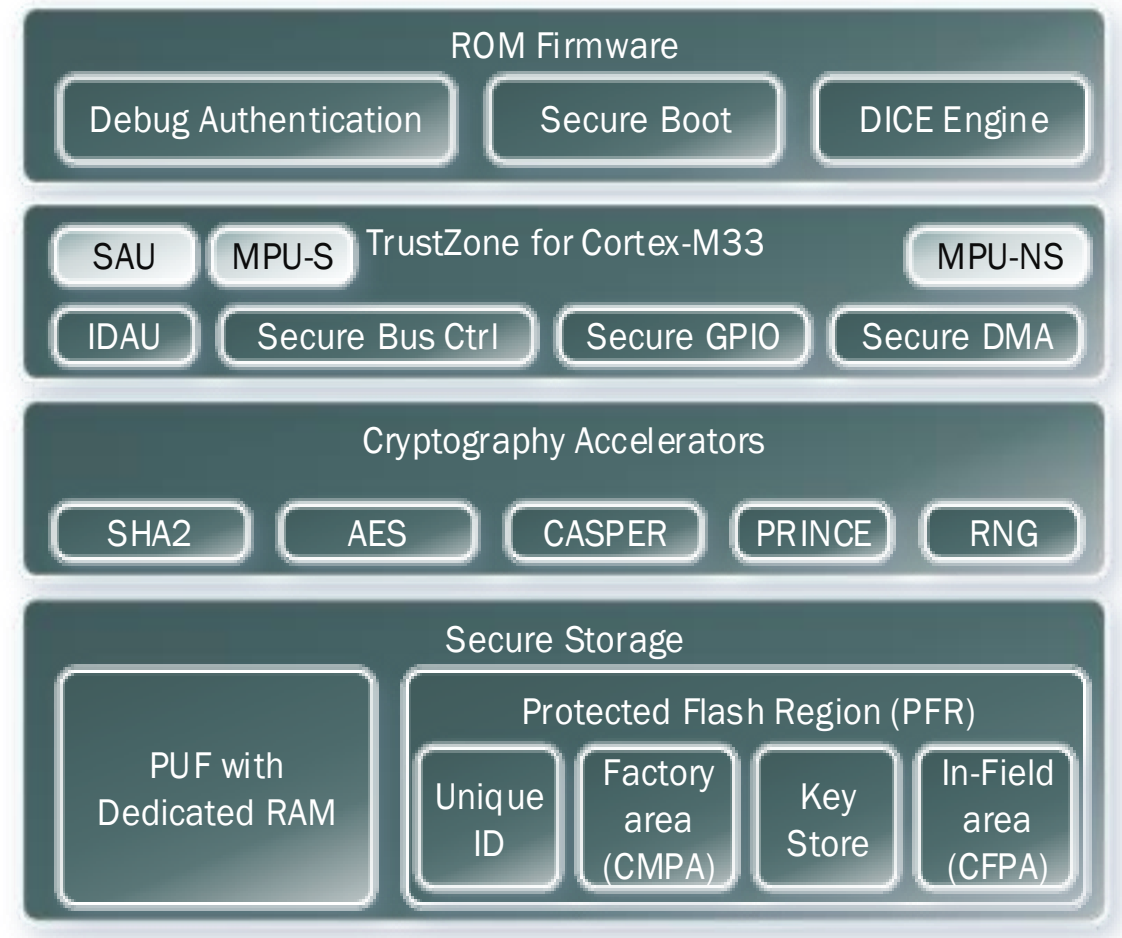 ROM Firmware
Debug Authentication
Secure Boot
DICE Engine
SAU
MPU-S
TrustZone for Cortex-M33
MPU-NS
IDAU
Secure Bus Ctrl
Secure GPIO
Secure DMA
Cryptography Accelerators
SHA2
AES
CASPER
PRINCE
RNG
Secure Storage
PUF with
Dedicated RAM
Protected Flash Region (PFR)
Unique
ID
Factory
area
(CMPA)
Key
Store
In-Field
area
(CFPA)